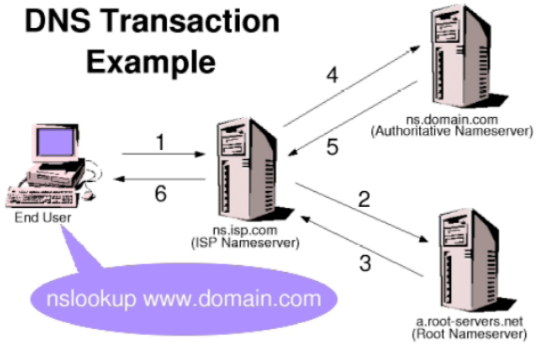 DNS Transaction
Example
4
ns.domain.com
(Authoritative Nameserver)
1
5
6
2
End User
ns.isp.com
(ISP Nameserver)
3
nslookup www.domain.com
a.root-servers.net
(Root Nameserver)